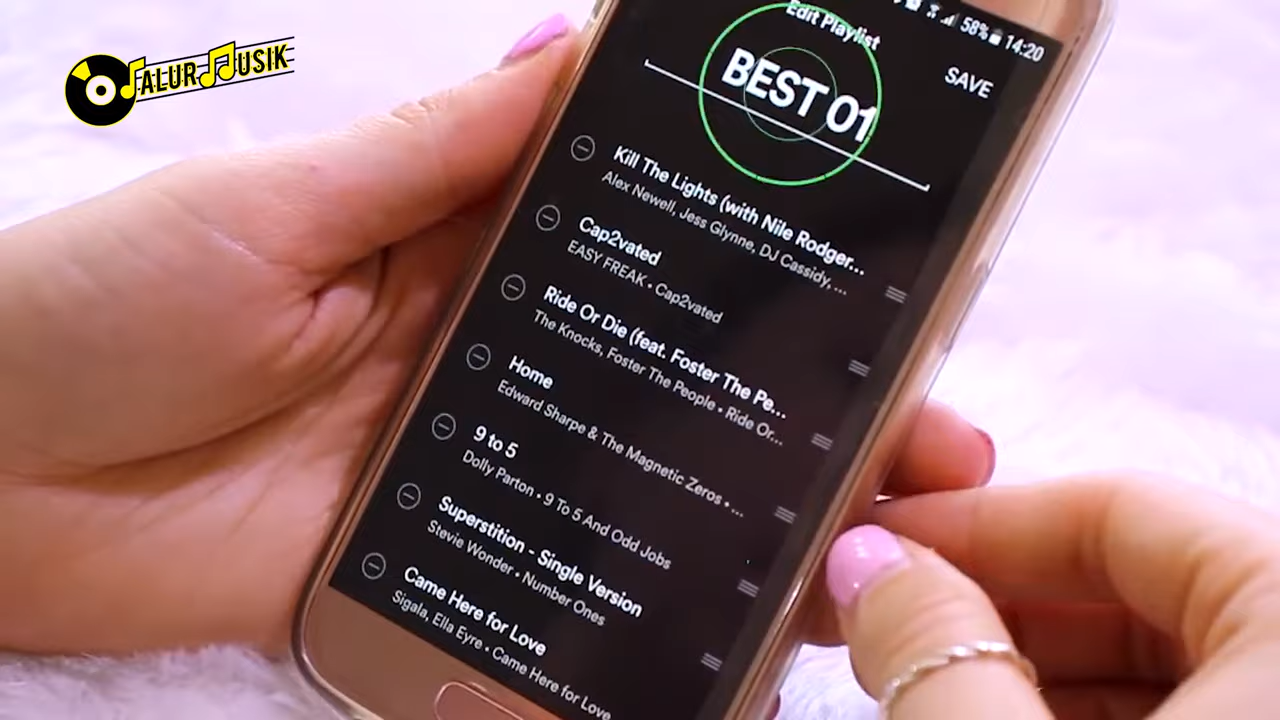 JALUR MUSIK
58% 14:20
Edit Playlist
SAVE
BEST 01
Kill The Lights (with Nile Rodger...
Alex Newell, Jess Glynne, DJ Cassidy, ...
Cap2vated
EASY FREAK • Cap2vated
Ride Or Die (feat. Foster The Pe...
The Knocks, Foster The People • Ride Or...
Home
Edward Sharpe & The Magnetic Zeros • ...
9 to 5
Dolly Parton • 9 To 5 And Odd Jobs
Superstition - Single Version
Stevie Wonder • Number Ones
Came Here for Love
Sigala, Ella Eyre • Came Here for Love